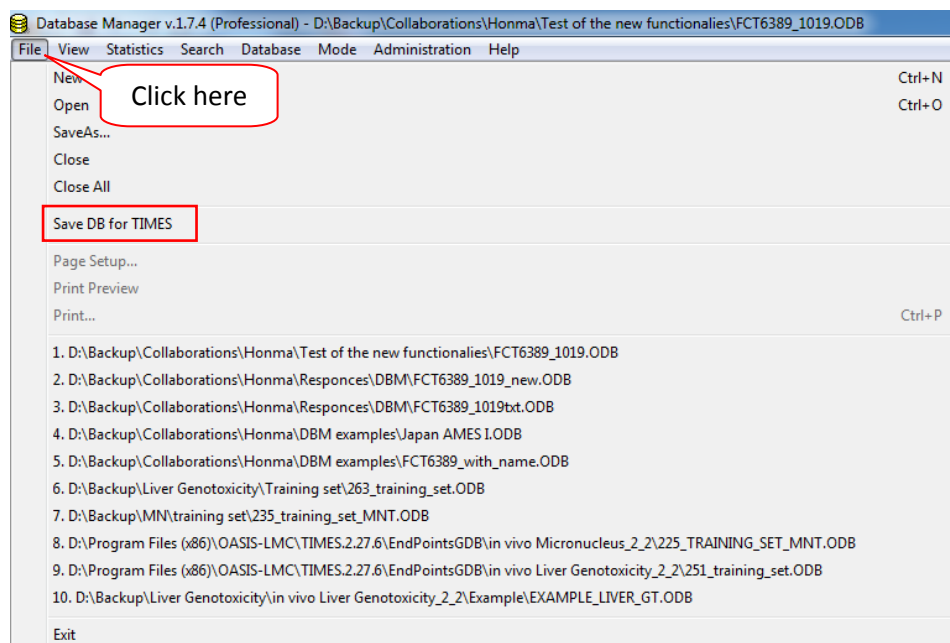 Database Manager v.1.7.4 (Professional) - D:\Backup\Collaborations\Honma\Test of the new functionalies\FCT6389_1019.ODB
File View Statistics Search Database Mode Administration Help
New Ctrl+N
Click here
Open Ctrl+O
SaveAs...
Close
Close All
Save DB for TIMES
Page Setup...
Print Preview
Print... Ctrl+P
1. D:\Backup\Collaborations\Honma\Test of the new functionalies\FCT6389_1019.ODB
2. D:\Backup\Collaborations\Honma\Responces\DBM\FCT6389_1019_new.ODB
3. D:\Backup\Collaborations\Honma\Responces\DBM\FCT6389_1019txt.ODB
4. D:\Backup\Collaborations\Honma\DBM examples\Japan AMES I.ODB
5. D:\Backup\Collaborations\Honma\DBM examples\FCT6389_with_name.ODB
6. D:\Backup\Liver Genotoxicity\Training set\263_training_set.ODB
7. D:\Backup\MN\training set\235_training_set_MNT.ODB
8. D:\Program Files (x86)\OASIS-LMC\TIMES.2.27.6\EndPointsGDB\in vivo Micronucleus_2_2\225_TRAINING_SET_MNT.ODB
9. D:\Program Files (x86)\OASIS-LMC\TIMES.2.27.6\EndPointsGDB\in vivo Liver Genotoxicity_2_2\251_training_set.ODB
10. D:\Backup\Liver Genotoxicity\in vivo Liver Genotoxicity_2_2\Example\EXAMPLE_LIVER_GT.ODB
Exit